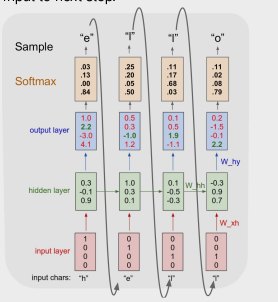 input to next step.
Sample "e" "l" "l" "o"
Softmax
.03 .25 .11 .11
.13 .20 .17 .02
.00 .05 .68 .08
.84 .50 .03 .79
output layer
1.0 0.5 0.1 0.2
2.2 0.3 0.5 -1.5
-3.0 -1.0 1.9 -0.1
4.1 1.2 -1.1 2.2
W_hy
hidden layer
0.3 1.0 0.1 -0.3
-0.1 0.3 -0.5 0.9
0.9 0.1 -0.3 0.7
W_hh
W_xh
input layer
1 0 0 0
0 1 0 0
0 0 1 1
0 0 0 0
input chars: "h" "e" "l" "l"